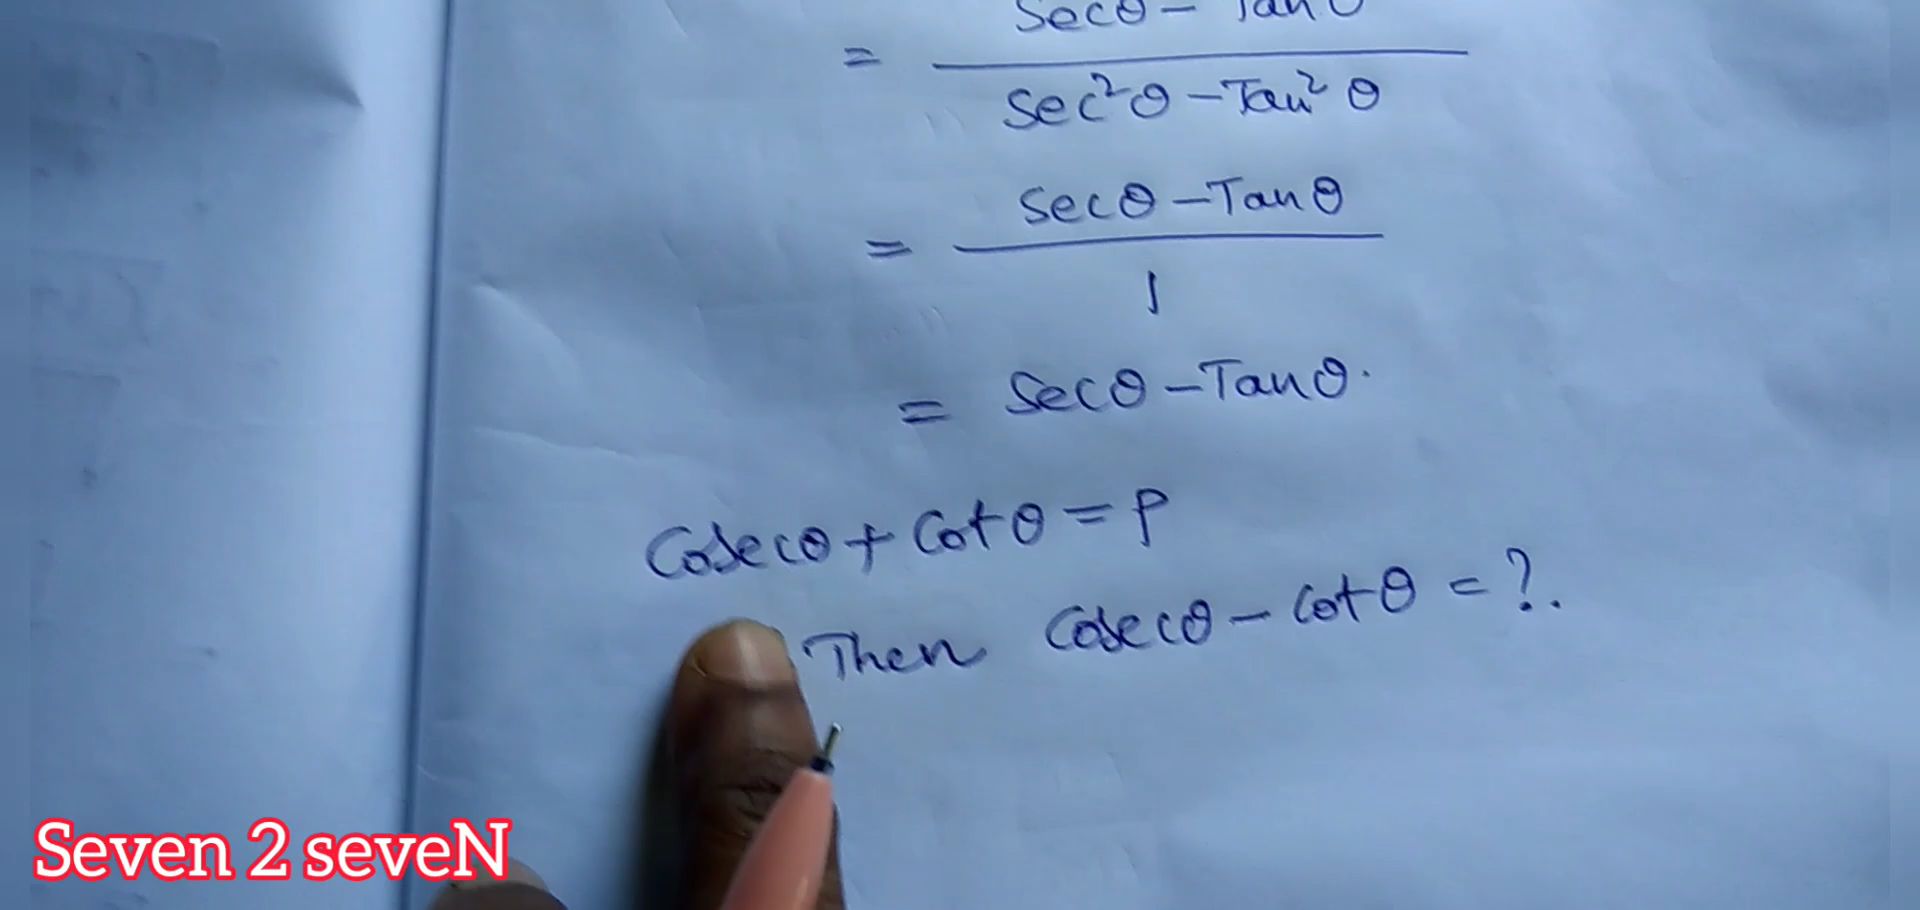 Secθ - Tanθ
=
Sec²θ - Tan²θ
Secθ - Tanθ
=
1
= Secθ - Tanθ.
Cosecθ + Cotθ = P
Then Cosecθ - Cotθ = ?.
Seven 2 seveN